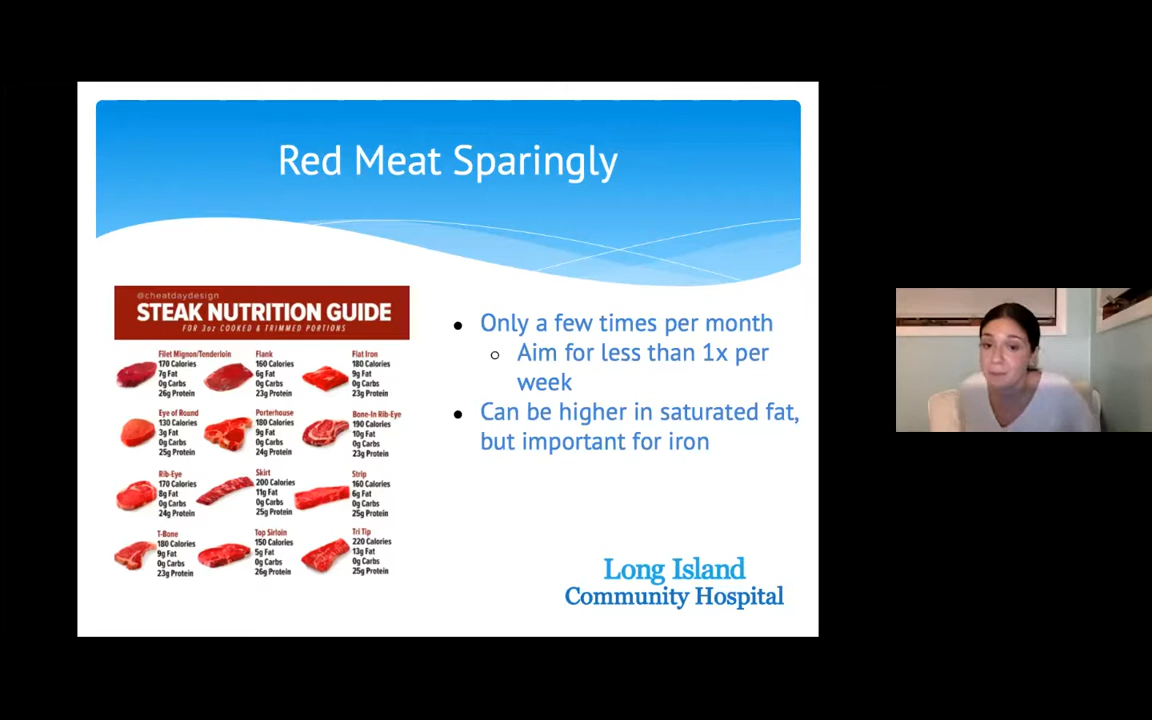 Red Meat Sparingly
@cheatdaydesign
STEAK NUTRITION GUIDE
FOR 3oz COOKED & TRIMMED PORTIONS
Filet Mignon/Tenderloin
170 Calories
7g Fat
0g Carbs
26g Protein
Flank
160 Calories
6g Fat
0g Carbs
23g Protein
Flat Iron
180 Calories
9g Fat
0g Carbs
23g Protein
Eye of Round
130 Calories
3g Fat
0g Carbs
25g Protein
Porterhouse
180 Calories
9g Fat
0g Carbs
24g Protein
Bone-In Rib-Eye
190 Calories
10g Fat
0g Carbs
23g Protein
Rib-Eye
170 Calories
8g Fat
0g Carbs
24g Protein
Skirt
200 Calories
11g Fat
0g Carbs
25g Protein
Strip
160 Calories
6g Fat
0g Carbs
25g Protein
T-Bone
180 Calories
9g Fat
0g Carbs
23g Protein
Top Sirloin
150 Calories
5g Fat
0g Carbs
26g Protein
Tri Tip
220 Calories
13g Fat
0g Carbs
25g Protein
• Only a few times per month
○ Aim for less than 1x per
week
• Can be higher in saturated fat,
but important for iron
Long Island
Community Hospital